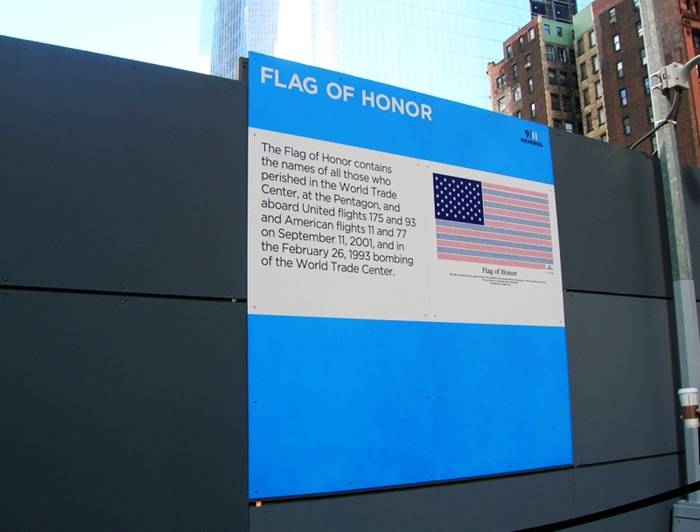 FLAG OF HONOR
9/11
MEMORIAL
The Flag of Honor contains
the names of all those who
perished in the World Trade
Center, at the Pentagon, and
aboard United flights 175 and 93
and American flights 11 and 77
on September 11, 2001, and in
the February 26, 1993 bombing
of the World Trade Center.
Flag of Honor